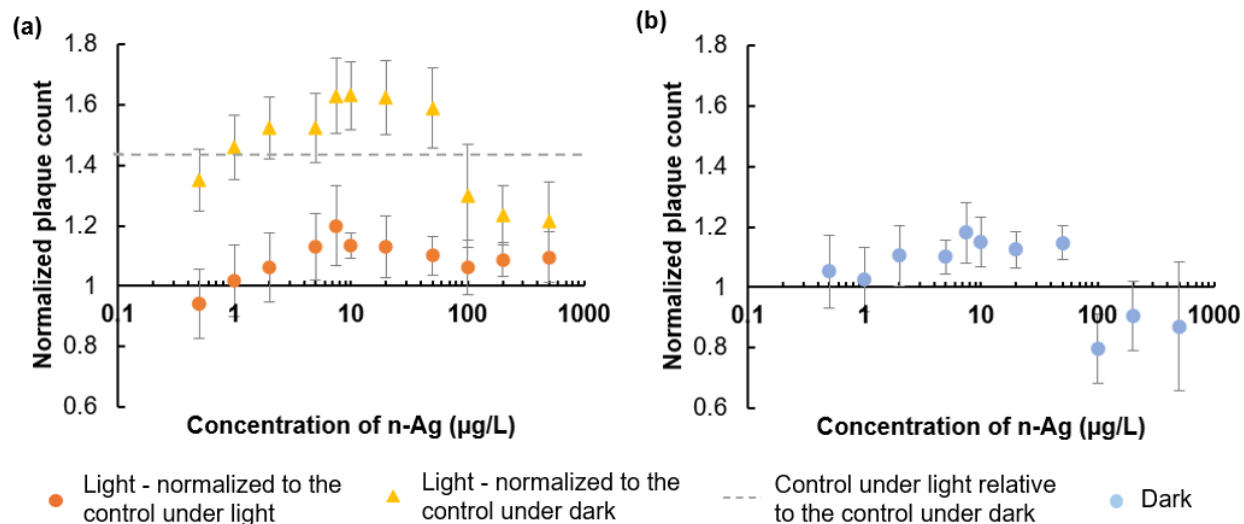 (a)
1.8
1.6
1.4
1.2
1
0.8
0.6
0.1
1
10
100
1000
Normalized plaque count
Concentration of n-Ag (µg/L)
(b)
1.8
1.6
1.4
1.2
1
0.8
0.6
0.1
1
10
100
1000
Normalized plaque count
Concentration of n-Ag (µg/L)
Light - normalized to the
control under light
Light - normalized to the
control under dark
Control under light relative
to the control under dark
Dark